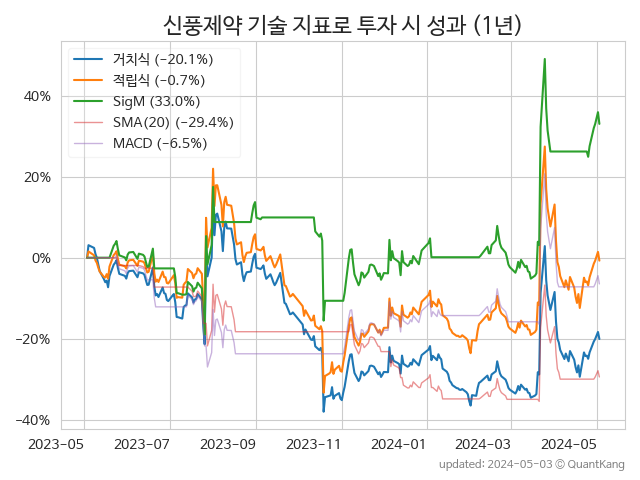 신풍제약 기술 지표로 투자 시 성과 (1년)
거치식 (−20.1%)
적립식 (−0.7%)
SigM (33.0%)
SMA(20) (−29.4%)
MACD (−6.5%)
40%
20%
0%
−20%
−40%
2023-05 2023-07 2023-09 2023-11 2024-01 2024-03 2024-05
updated: 2024-05-03 © QuantKang